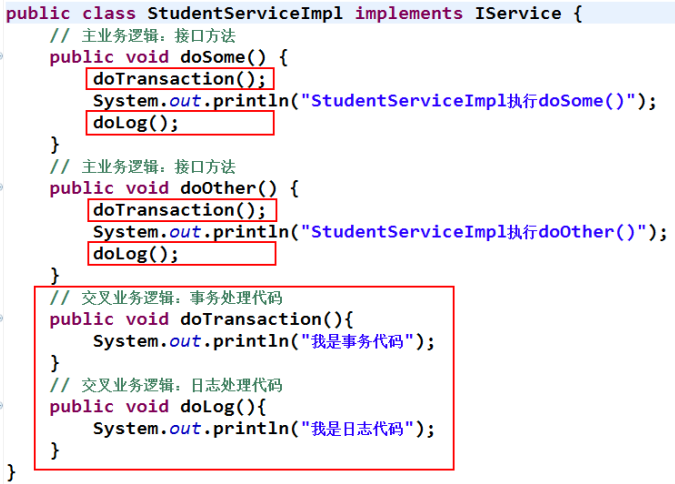 public class StudentServiceImpl implements IService {
    // 主业务逻辑：接口方法
    public void doSome() {
        doTransaction();
        System.out.println("StudentServiceImpl执行doSome()");
        doLog();
    }
    // 主业务逻辑：接口方法
    public void doOther() {
        doTransaction();
        System.out.println("StudentServiceImpl执行doOther()");
        doLog();
    }
    // 交叉业务逻辑：事务处理代码
    public void doTransaction(){
        System.out.println("我是事务代码");
    }
    // 交叉业务逻辑：日志处理代码
    public void doLog(){
        System.out.println("我是日志代码");
    }
}